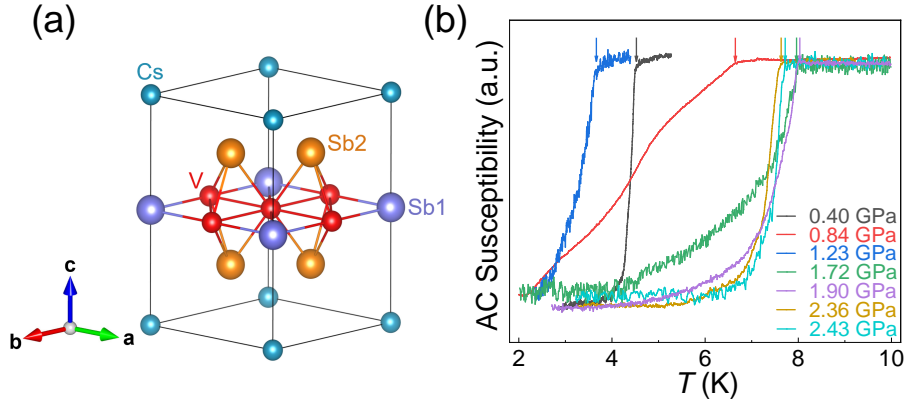 (a)
Cs
Sb2
V
Sb1
c
b
a
(b)
AC Susceptibility (a.u.)
0.40 GPa
0.84 GPa
1.23 GPa
1.72 GPa
1.90 GPa
2.36 GPa
2.43 GPa
2 4 6 8 10
T (K)